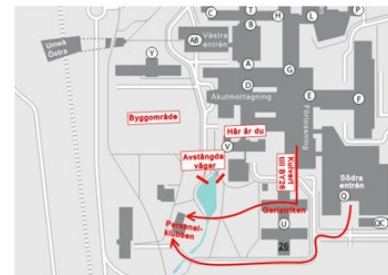 C
T
H
L
P
B
Västra
entrén
AB
Umeå
Östra
Y
A
G
D
Akutmottagning
E
F
Förlossning
Byggområde
Här är du
V
Avstängda
vägar
Kulvert
till BY26
Södra
entrén
Q
Geriatriken
Personal-
klubben
U
26